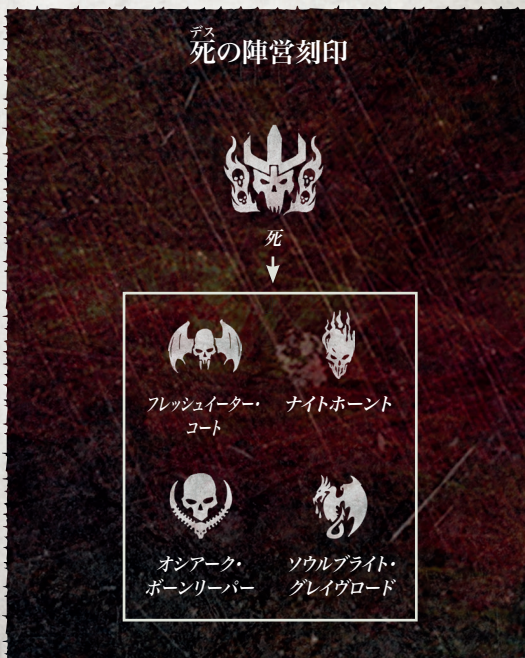 デス
死の陣営刻印
死
フレッシュイーター・
コート
ナイトホーント
オシアーク・
ボーンリーパー
ソウルブライト・
グレイヴロード